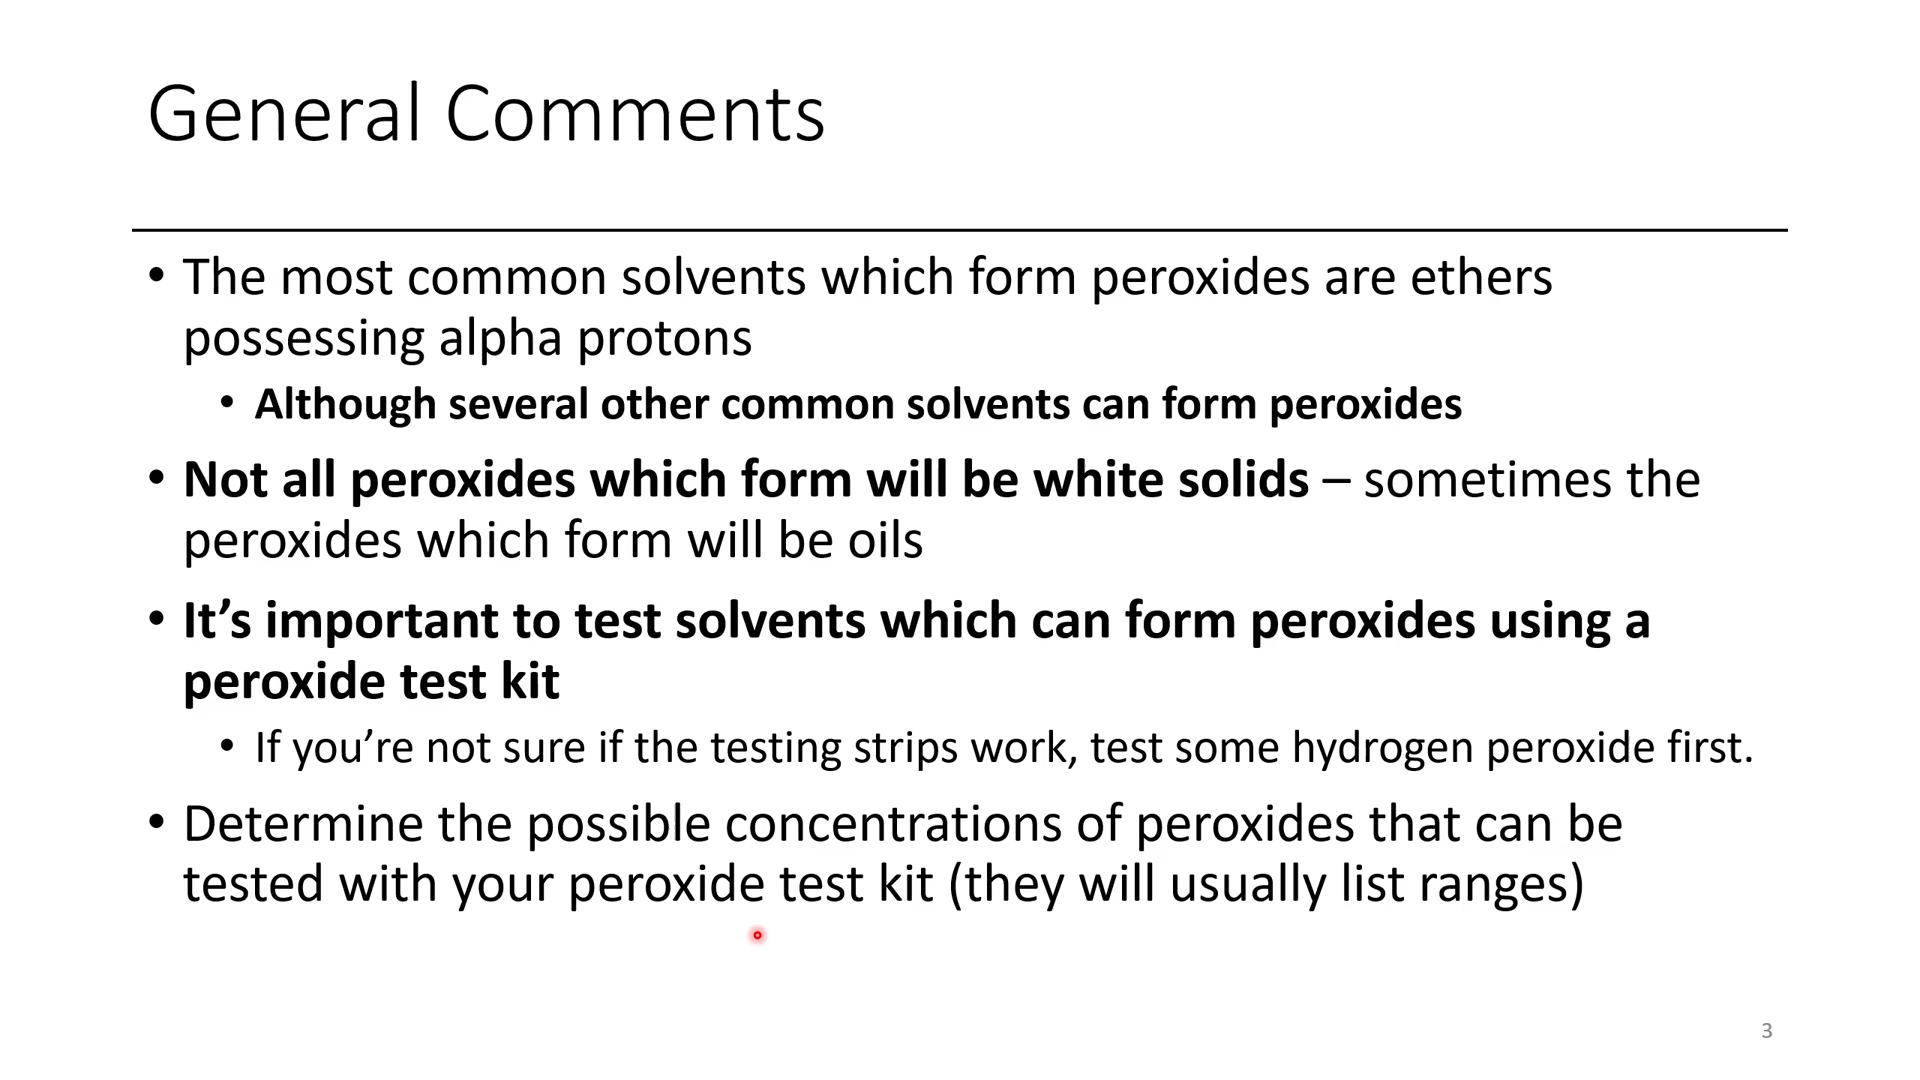 General Comments
• The most common solvents which form peroxides are ethers
possessing alpha protons
• Although several other common solvents can form peroxides
• Not all peroxides which form will be white solids – sometimes the
peroxides which form will be oils
• It’s important to test solvents which can form peroxides using a
peroxide test kit
• If you’re not sure if the testing strips work, test some hydrogen peroxide first.
• Determine the possible concentrations of peroxides that can be
tested with your peroxide test kit (they will usually list ranges)
3